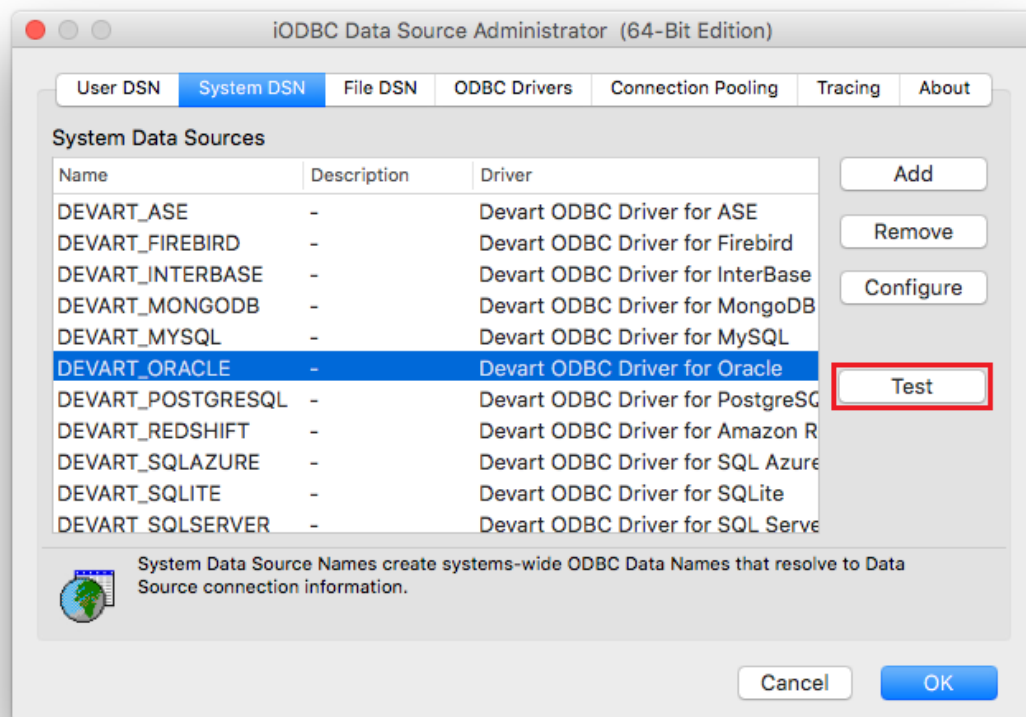 iODBC Data Source Administrator (64-Bit Edition)
User DSN System DSN File DSN ODBC Drivers Connection Pooling Tracing About
System Data Sources
Name Description Driver
DEVART_ASE - Devart ODBC Driver for ASE
DEVART_FIREBIRD - Devart ODBC Driver for Firebird
DEVART_INTERBASE - Devart ODBC Driver for InterBase
DEVART_MONGODB - Devart ODBC Driver for MongoDB
DEVART_MYSQL - Devart ODBC Driver for MySQL
DEVART_ORACLE - Devart ODBC Driver for Oracle
DEVART_POSTGRESQL - Devart ODBC Driver for PostgreSQ
DEVART_REDSHIFT - Devart ODBC Driver for Amazon R
DEVART_SQLAZURE - Devart ODBC Driver for SQL Azure
DEVART_SQLITE - Devart ODBC Driver for SQLite
DEVART_SQLSERVER - Devart ODBC Driver for SQL Serve
Add
Remove
Configure
Test
System Data Source Names create systems-wide ODBC Data Names that resolve to Data
Source connection information.
Cancel OK